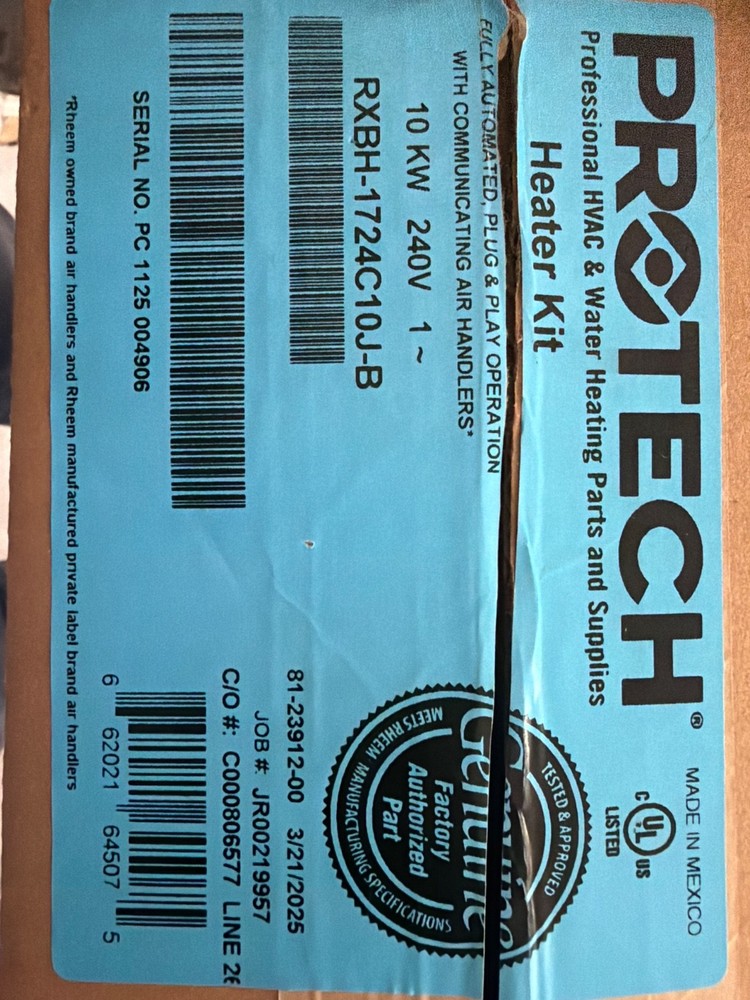 PROTECH®
Professional HVAC & Water Heating Parts and Supplies
MADE IN MEXICO
C UL US
LISTED
Heater Kit
FULLY AUTOMATED, PLUG & PLAY OPERATION
WITH COMMUNICATING AIR HANDLERS*
10 KW 240V 1 ~
RXBH-1724C10J-B
TESTED & APPROVED
Genuine
Factory
Authorized
Part
MEETS RHEEM MANUFACTURING SPECIFICATIONS
81-23912-00 3/21/2025
JOB # JR00219957
C/O #: C000806577 LINE
SERIAL NO. PC 1125 004906
6 62021 64507 5
*Rheem owned brand air handlers and Rheem manufactured private label brand air handlers